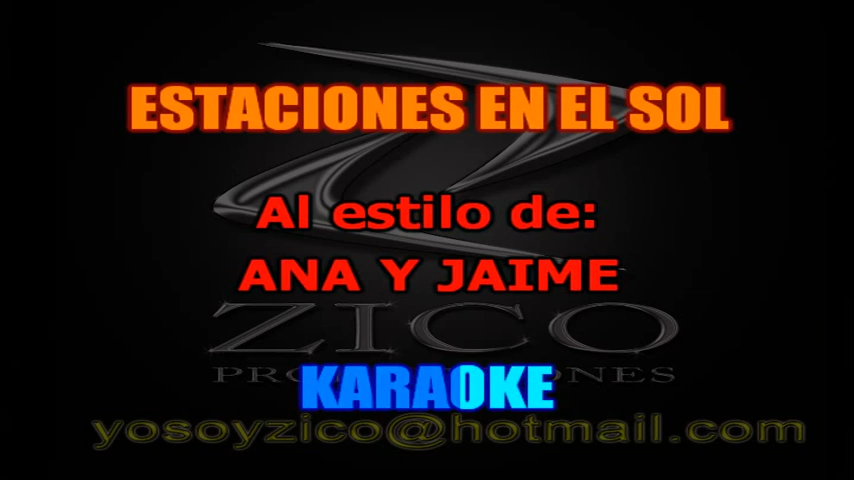 ESTACIONES EN EL SOL
Al estilo de:
ANA Y JAIME
ZICO
KARAOKE
yosoyzico@hotmail.com